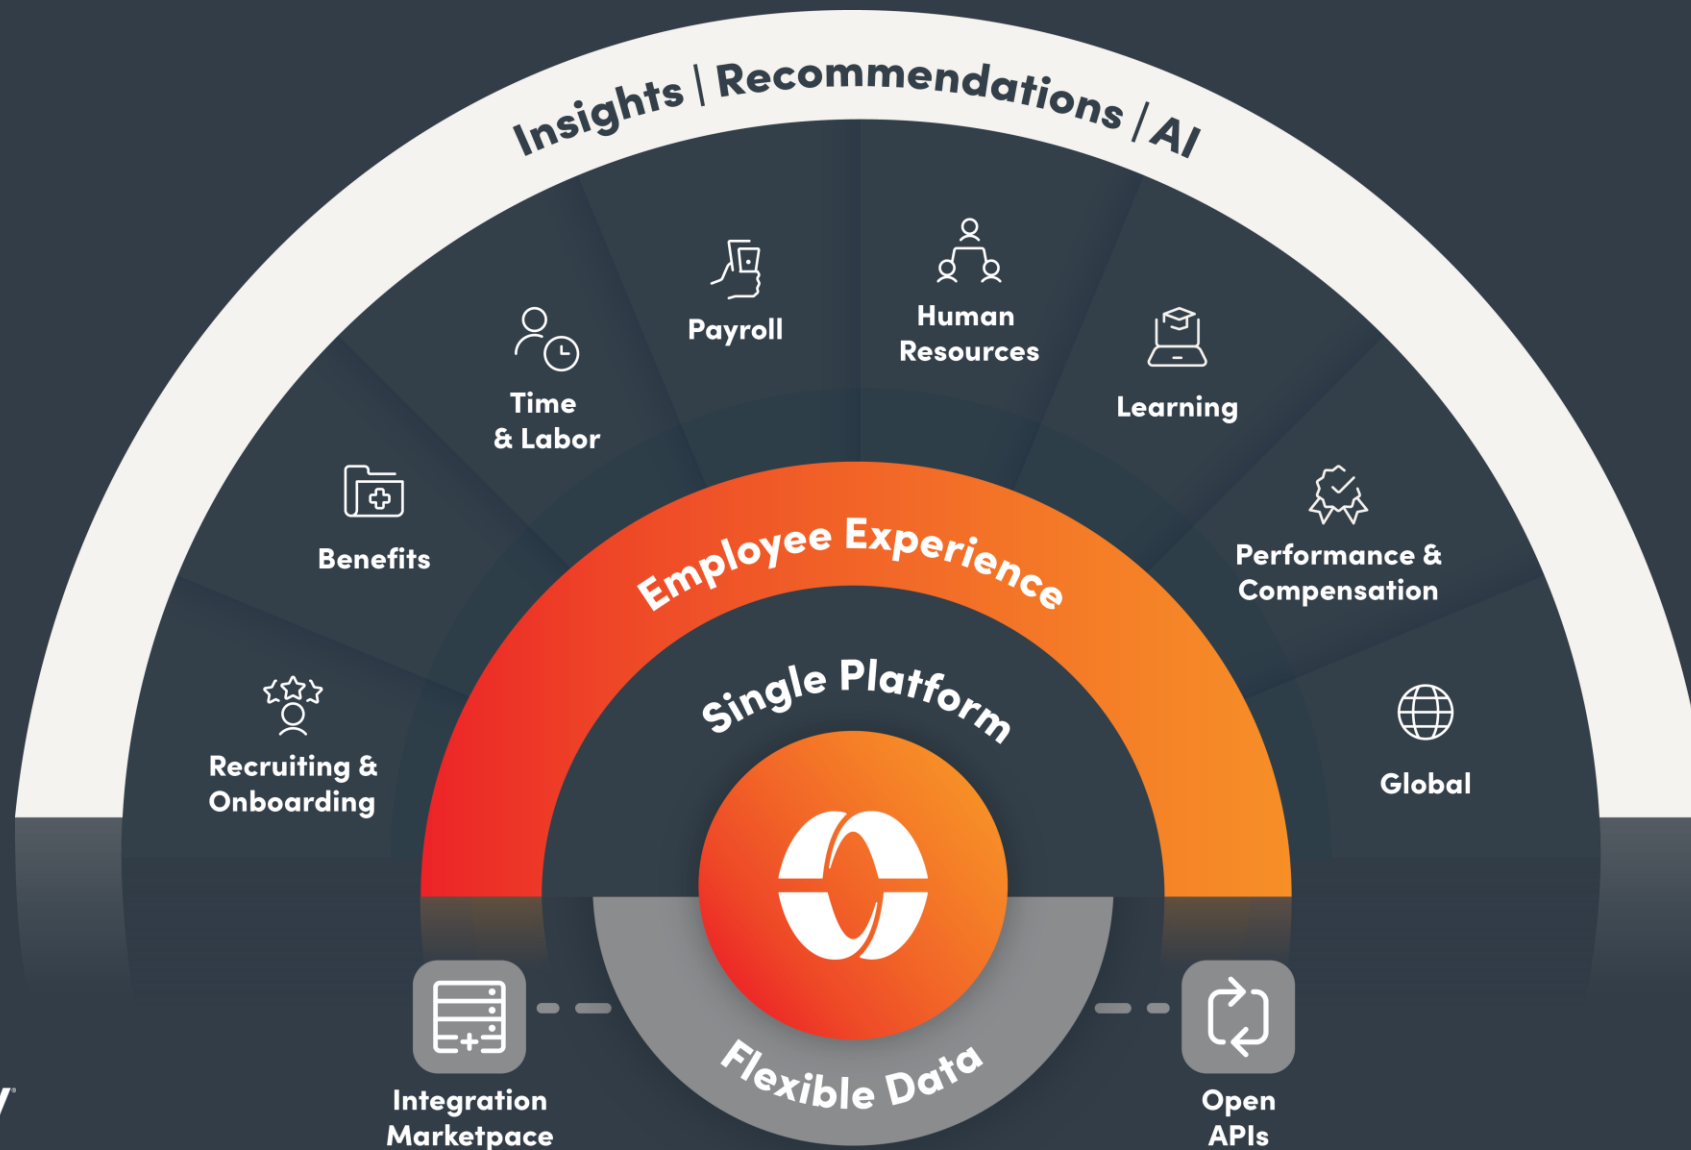 Insights | Recommendations | AI
Payroll
Human
Resources
Time
& Labor
Learning
Benefits
Performance &
Compensation
Recruiting &
Onboarding
Global
Employee Experience
Single Platform
Flexible Data
Integration
Marketpace
Open
APIs